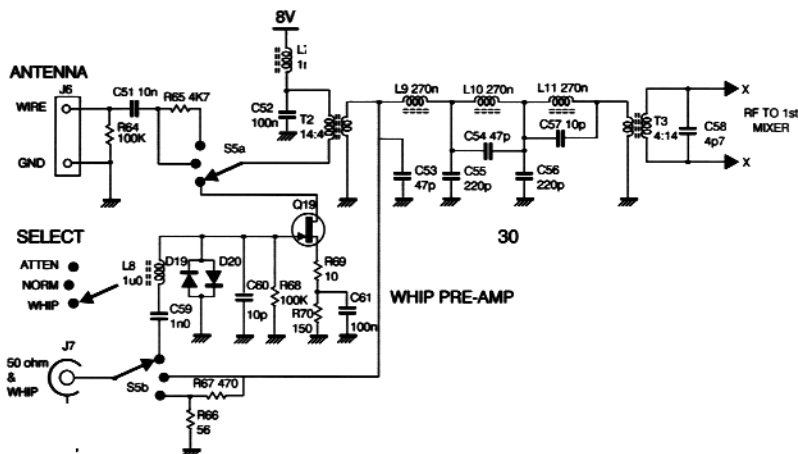 8V
ANTENNA
J6
WIRE
GND
C51 10n
R65 4K7
R64
100K
C52
100n
T2
14:4
S5a
L9 270n
L10 270n
L11 270n
C54 47p
C57 10p
C53
47p
C55
220p
C56
220p
T3
4:14
C58
4p7
X
RF TO 1st
MIXER
X
30
SELECT
ATTEN
NORM
WHIP
L8
1u0
D19
D20
Q19
C59
1n0
C60
10p
R68
100K
R69
10
R70
150
C61
100n
WHIP PRE-AMP
J7
50 ohm
&
WHIP
S5b
R67 470
R66
56